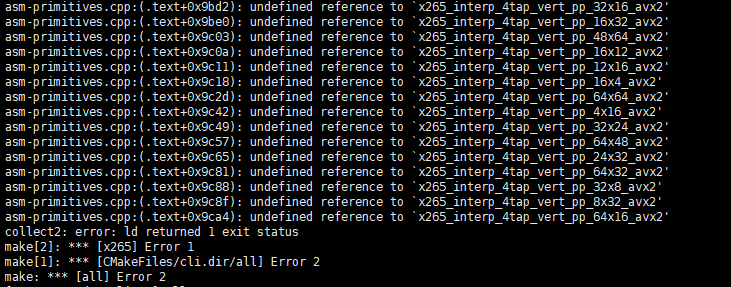 asm-primitives.cpp:(.text+0x9bd2): undefined reference to `x265_interp_4tap_vert_pp_32x16_avx2'
asm-primitives.cpp:(.text+0x9be0): undefined reference to `x265_interp_4tap_vert_pp_16x32_avx2'
asm-primitives.cpp:(.text+0x9c03): undefined reference to `x265_interp_4tap_vert_pp_48x64_avx2'
asm-primitives.cpp:(.text+0x9c0a): undefined reference to `x265_interp_4tap_vert_pp_16x12_avx2'
asm-primitives.cpp:(.text+0x9c11): undefined reference to `x265_interp_4tap_vert_pp_12x16_avx2'
asm-primitives.cpp:(.text+0x9c18): undefined reference to `x265_interp_4tap_vert_pp_16x4_avx2'
asm-primitives.cpp:(.text+0x9c2d): undefined reference to `x265_interp_4tap_vert_pp_64x64_avx2'
asm-primitives.cpp:(.text+0x9c42): undefined reference to `x265_interp_4tap_vert_pp_4x16_avx2'
asm-primitives.cpp:(.text+0x9c49): undefined reference to `x265_interp_4tap_vert_pp_32x24_avx2'
asm-primitives.cpp:(.text+0x9c57): undefined reference to `x265_interp_4tap_vert_pp_64x48_avx2'
asm-primitives.cpp:(.text+0x9c65): undefined reference to `x265_interp_4tap_vert_pp_24x32_avx2'
asm-primitives.cpp:(.text+0x9c81): undefined reference to `x265_interp_4tap_vert_pp_64x32_avx2'
asm-primitives.cpp:(.text+0x9c88): undefined reference to `x265_interp_4tap_vert_pp_32x8_avx2'
asm-primitives.cpp:(.text+0x9c8f): undefined reference to `x265_interp_4tap_vert_pp_8x32_avx2'
asm-primitives.cpp:(.text+0x9ca4): undefined reference to `x265_interp_4tap_vert_pp_64x16_avx2'
collect2: error: ld returned 1 exit status
make[2]: *** [x265] Error 1
make[1]: *** [CMakeFiles/cli.dir/all] Error 2
make: *** [all] Error 2